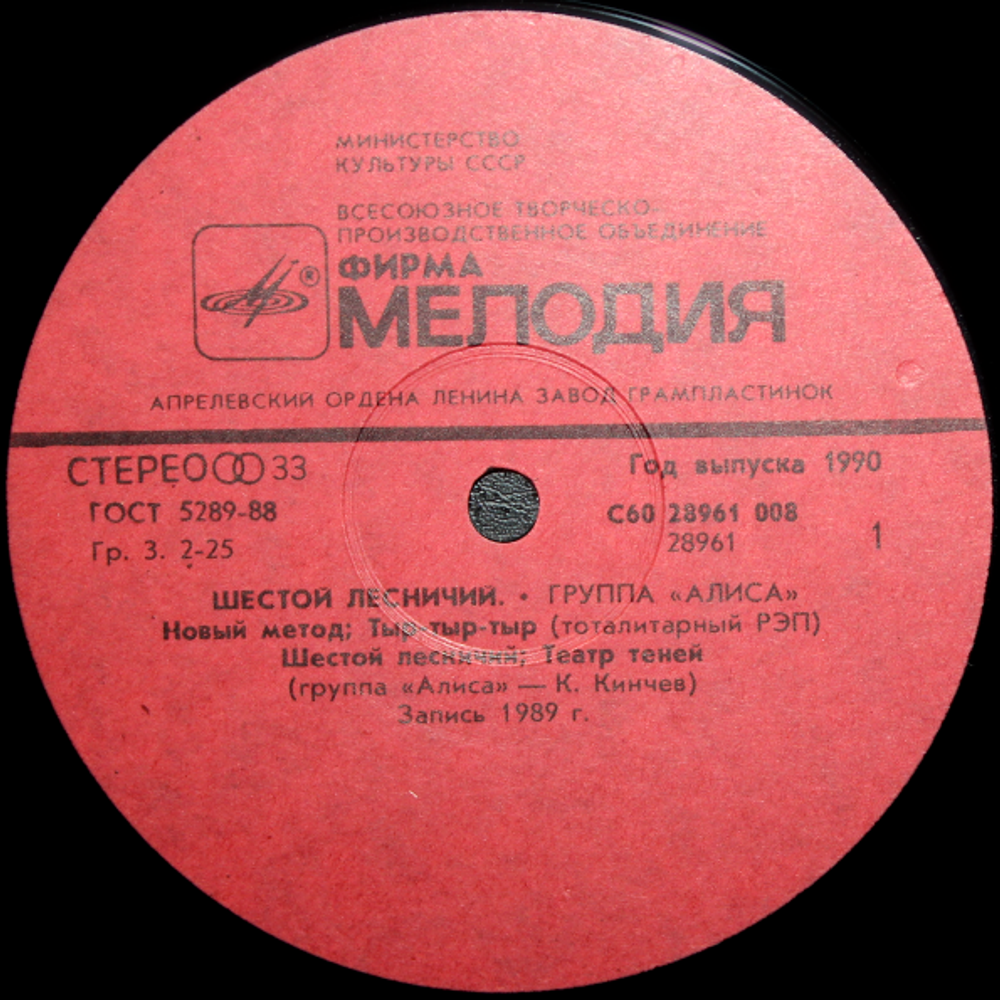 МИНИСТЕРСТВО
КУЛЬТУРЫ СССР
ВСЕСОЮЗНОЕ ТВОРЧЕСКО-
ПРОИЗВОДСТВЕННОЕ ОБЪЕДИНЕНИЕ
®
ФИРМА
МЕЛОДИЯ
АПРЕЛЕВСКИЙ ОРДЕНА ЛЕНИНА ЗАВОД ГРАМПЛАСТИНОК
СТЕРЕО 33
Год выпуска 1990
ГОСТ 5289-88
С60 28961 008
Гр. 3. 2-25
28961
1
ШЕСТОЙ ЛЕСНИЧИЙ. • ГРУППА «АЛИСА»
Новый метод; Тыр-тыр-тыр (тоталитарный РЭП)
Шестой лесничий; Театр теней
(группа «Алиса» — К. Кинчев)
Запись 1989 г.